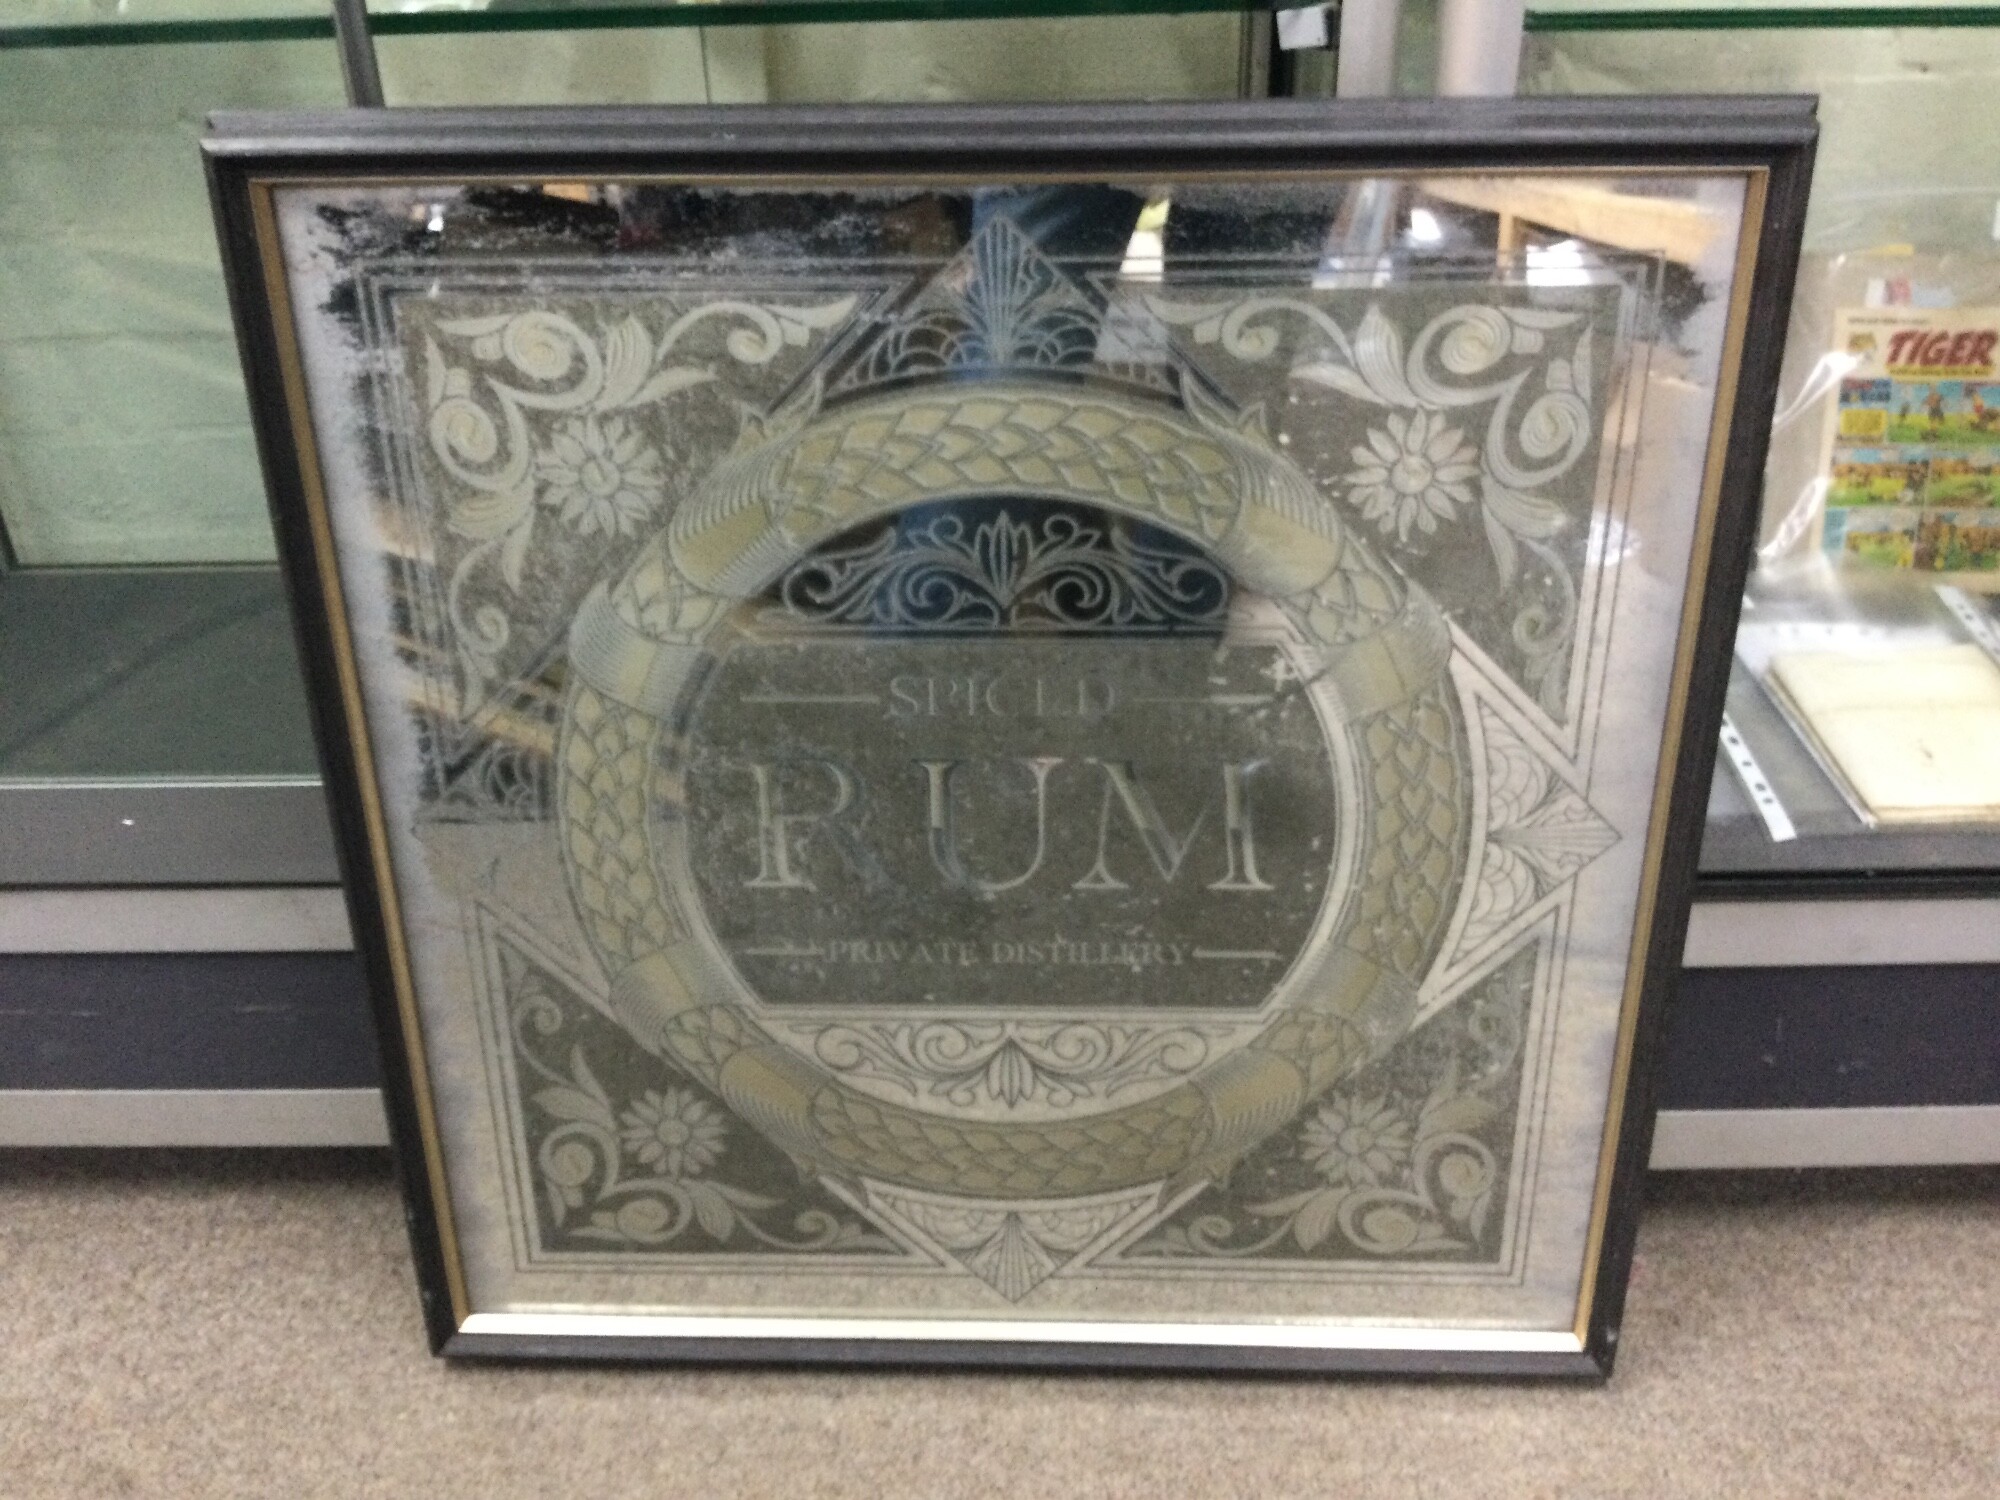 TIGER
SPICED
RUM
PRIVATE DISTILLERY